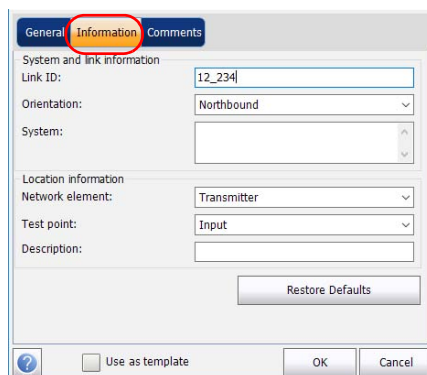 General Information Comments
System and link information
Link ID: 12_234
Orientation: Northbound
System:
Location information
Network element: Transmitter
Test point: Input
Description:
Restore Defaults
? Use as template OK Cancel